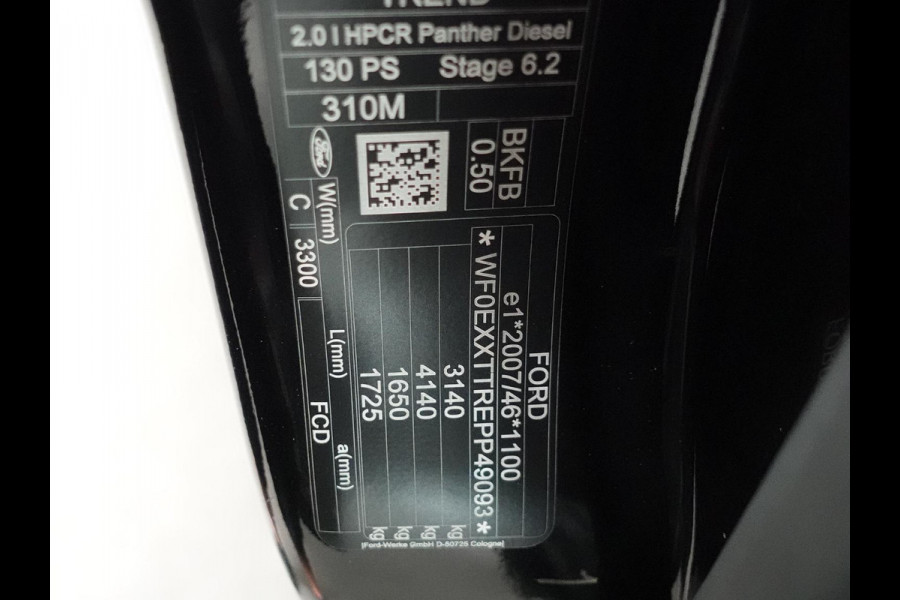 TREND
2.0 l HPCR Panther Diesel
130 PS Stage 6.2
310M
Ford
BKFB
0.50
W(mm)
C 3300
L(mm)
FCD
a(mm)
FORD
e1*2007/46*1100
* WF0EXXTTREPP49093 *
3140 kg
4140 kg
1650 kg
1725 kg
[Ford-Werke GmbH D-50725 Cologne]